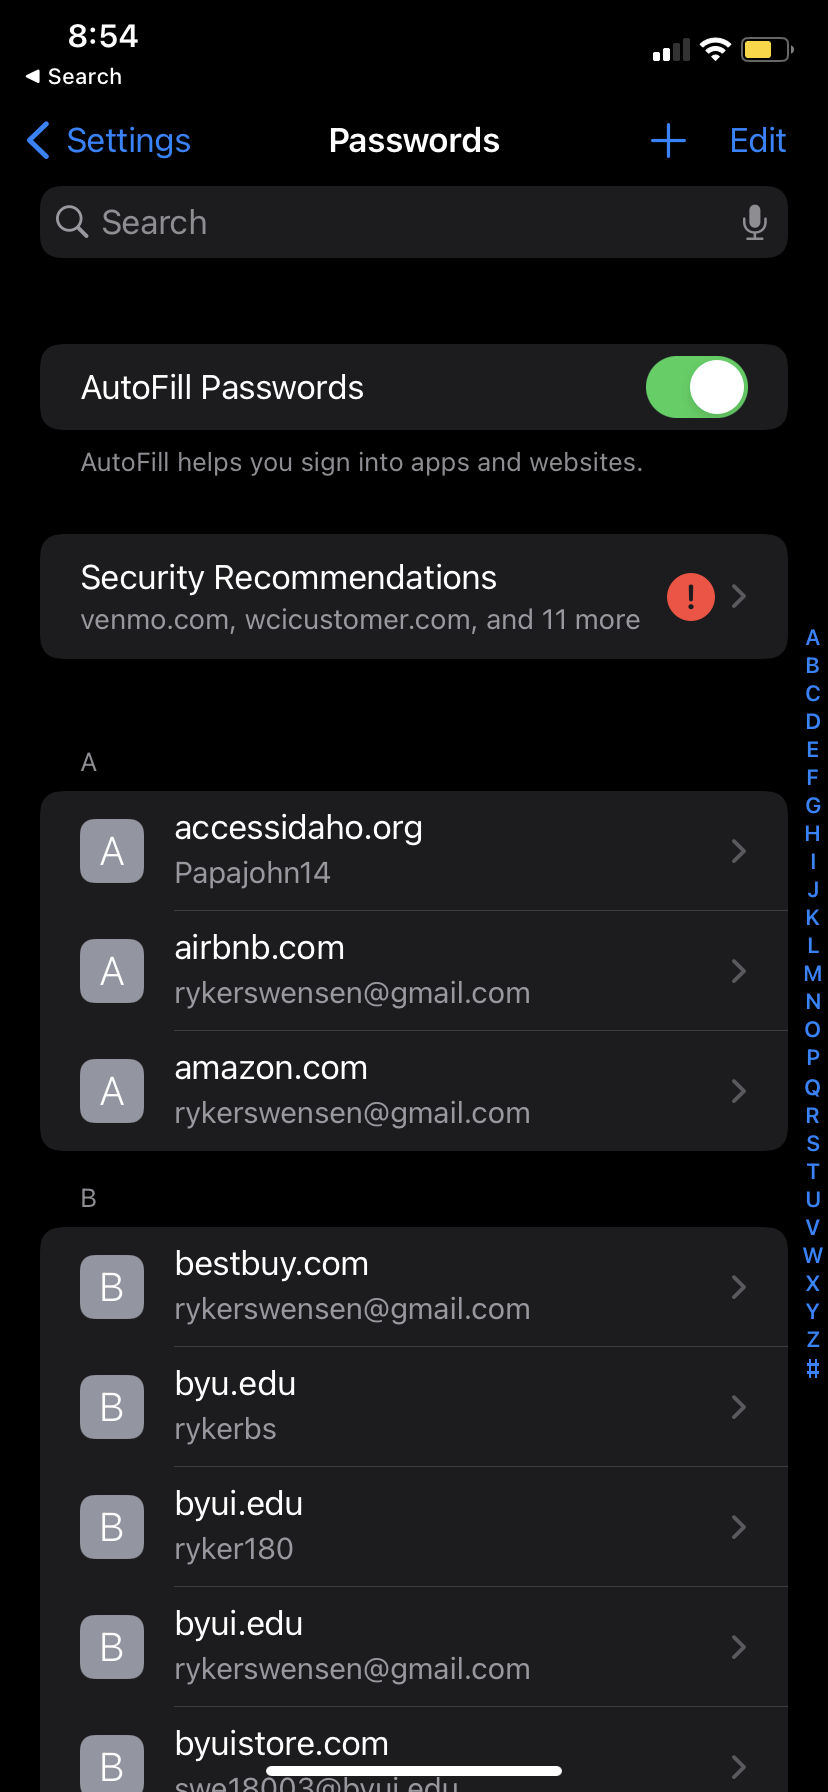 8:54
Search
Settings
Passwords
Edit
Search
AutoFill Passwords
AutoFill helps you sign into apps and websites.
Security Recommendations
venmo.com, wcicustomer.com, and 11 more
!
A
A
accessidaho.org
Papajohn14
A
airbnb.com
rykerswensen@gmail.com
A
amazon.com
rykerswensen@gmail.com
B
B
bestbuy.com
rykerswensen@gmail.com
B
byu.edu
rykerbs
B
byui.edu
ryker180
B
byui.edu
rykerswensen@gmail.com
B
byuistore.com
swe18003@byui.edu
A
B
C
D
E
F
G
H
I
J
K
L
M
N
O
P
Q
R
S
T
U
V
W
X
Y
Z
#